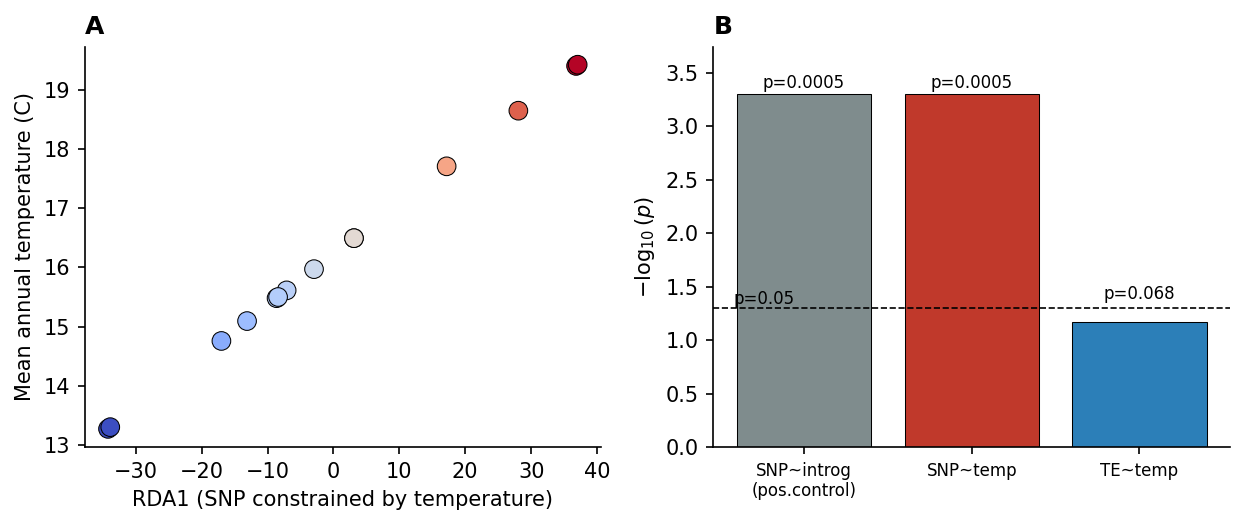 A
Mean annual temperature (C)
19
18
17
16
15
14
13
−30 −20 −10 0 10 20 30 40
RDA1 (SNP constrained by temperature)
B
−log10 (p)
3.5
3.0
2.5
2.0
1.5
1.0
0.5
0.0
p=0.0005
p=0.0005
p=0.068
p=0.05
SNP~introg
(pos.control)
SNP~temp
TE~temp